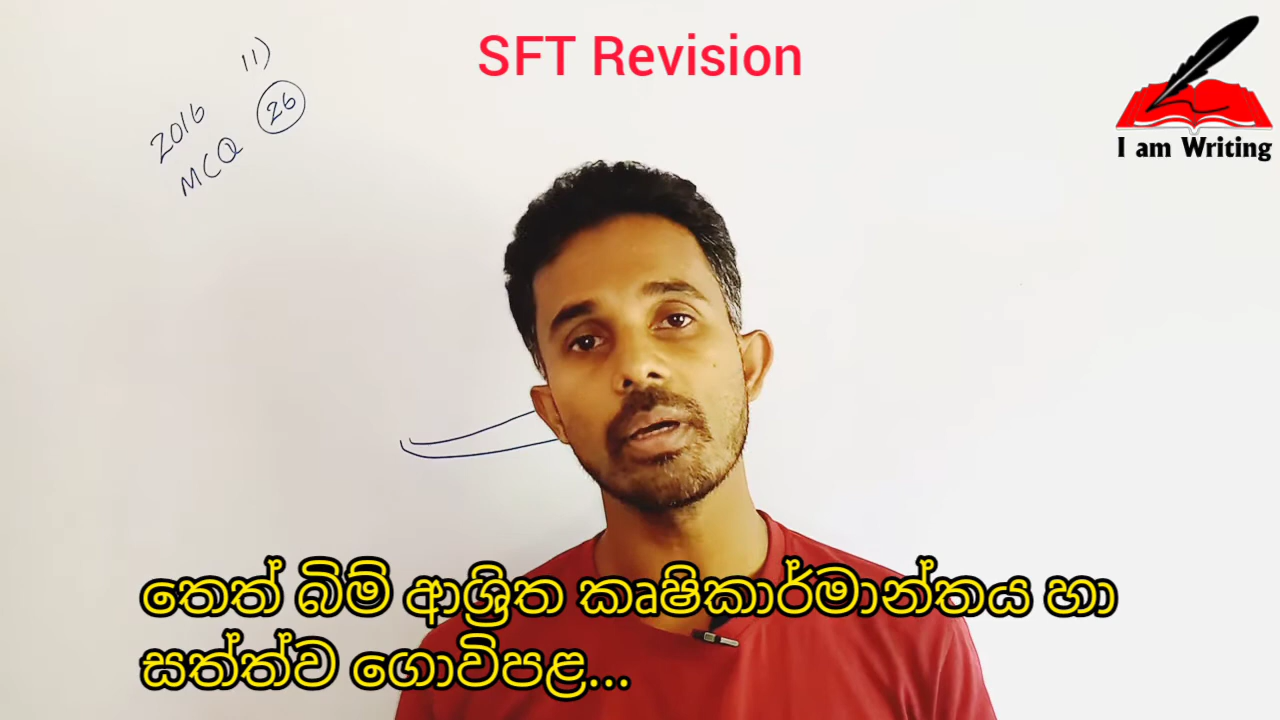 SFT Revision
I am Writing
11)
2016
26
MCQ
තෙත් බිම් ආශ්‍රිත කෘෂිකාර්මාන්තය හා
සත්ත්ව ගොවිපළ...